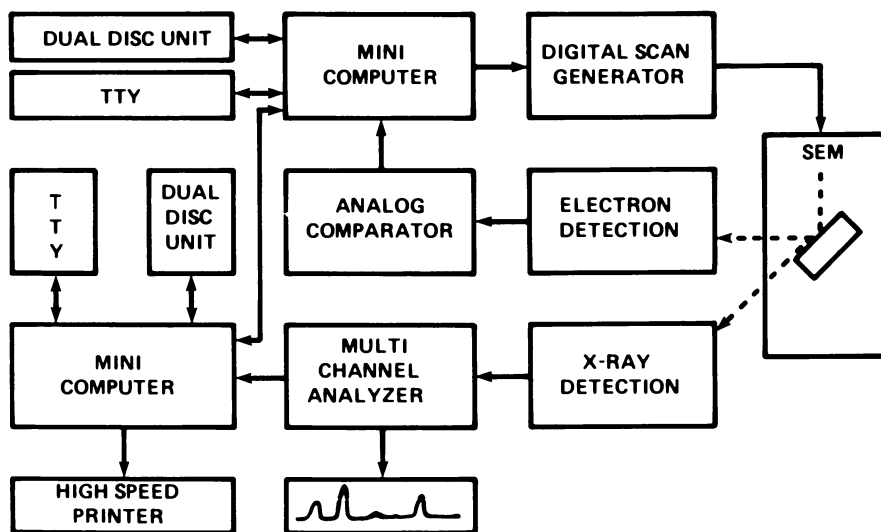 DUAL DISC UNIT
TTY
MINI
COMPUTER
DIGITAL SCAN
GENERATOR
SEM
T
T
Y
DUAL
DISC
UNIT
ANALOG
COMPARATOR
ELECTRON
DETECTION
MINI
COMPUTER
MULTI
CHANNEL
ANALYZER
X-RAY
DETECTION
HIGH SPEED
PRINTER